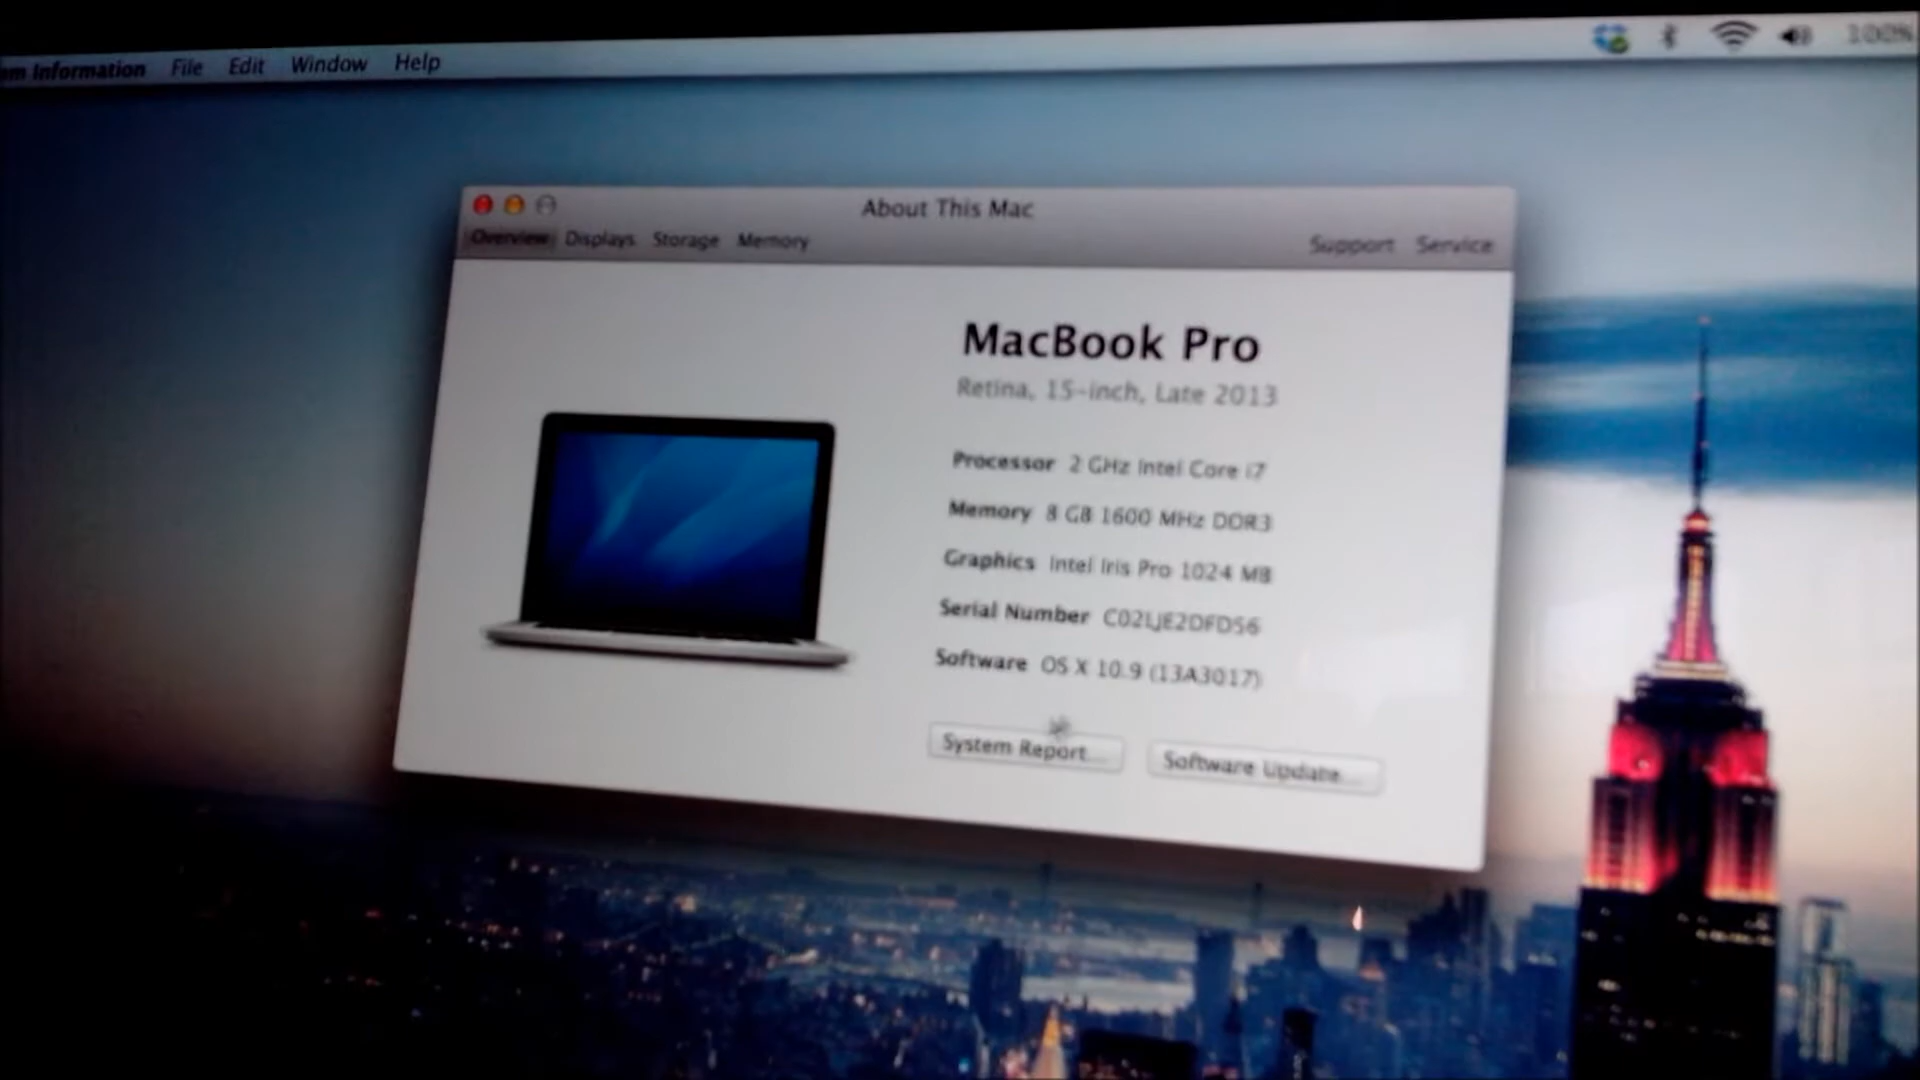 em Information File Edit Window Help 100%
About This Mac
Overview Displays Storage Memory Support Service
MacBook Pro
Retina, 15-inch, Late 2013
Processor 2 GHz Intel Core i7
Memory 8 GB 1600 MHz DDR3
Graphics Intel Iris Pro 1024 MB
Serial Number C02LJE2DFD56
Software OS X 10.9 (13A3017)
System Report... Software Update...